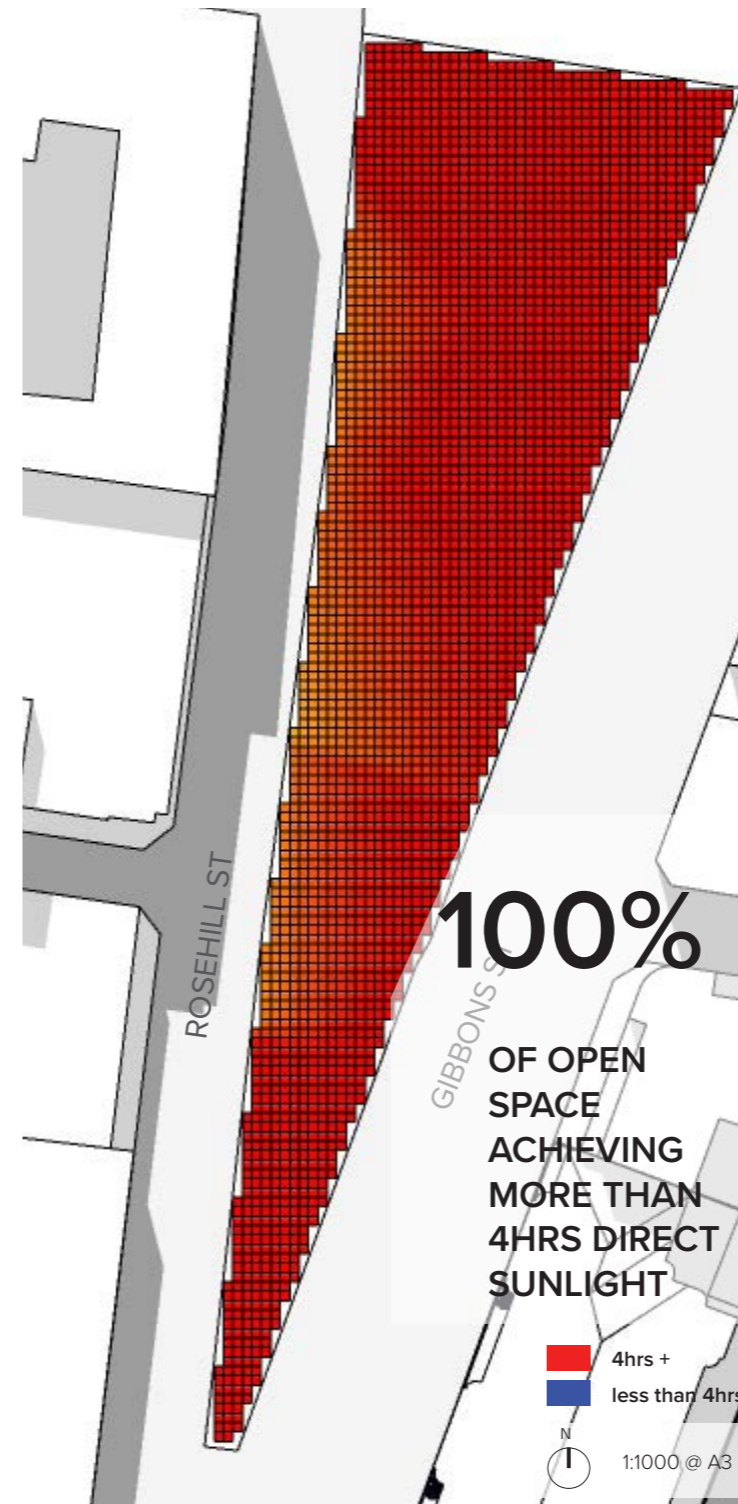 ROSEHILL ST
GIBBONS ST
100%
OF OPEN
SPACE
ACHIEVING
MORE THAN
4HRS DIRECT
SUNLIGHT
4hrs +
less than 4hrs
N
1:1000 @ A3